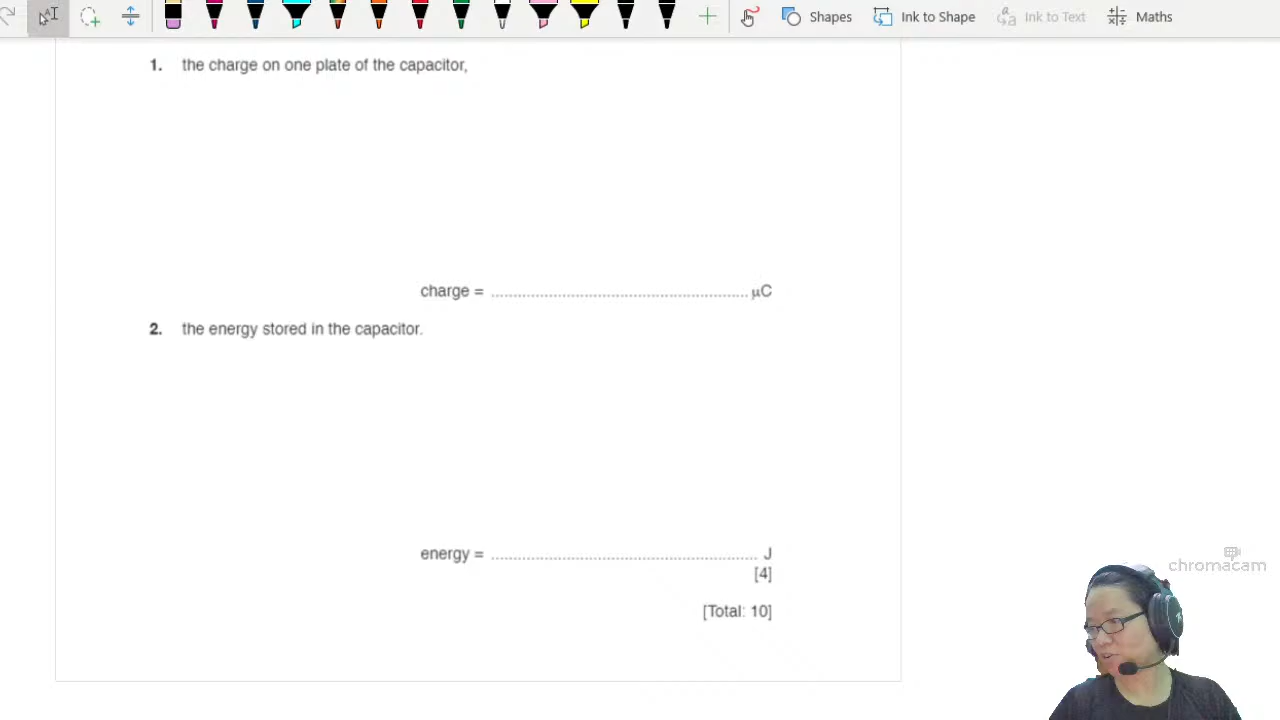 Shapes Ink to Shape Ink to Text Maths
1. the charge on one plate of the capacitor,
charge = ........................................................... μC
2. the energy stored in the capacitor.
energy = ............................................................. J
[4]
[Total: 10]
chromacam